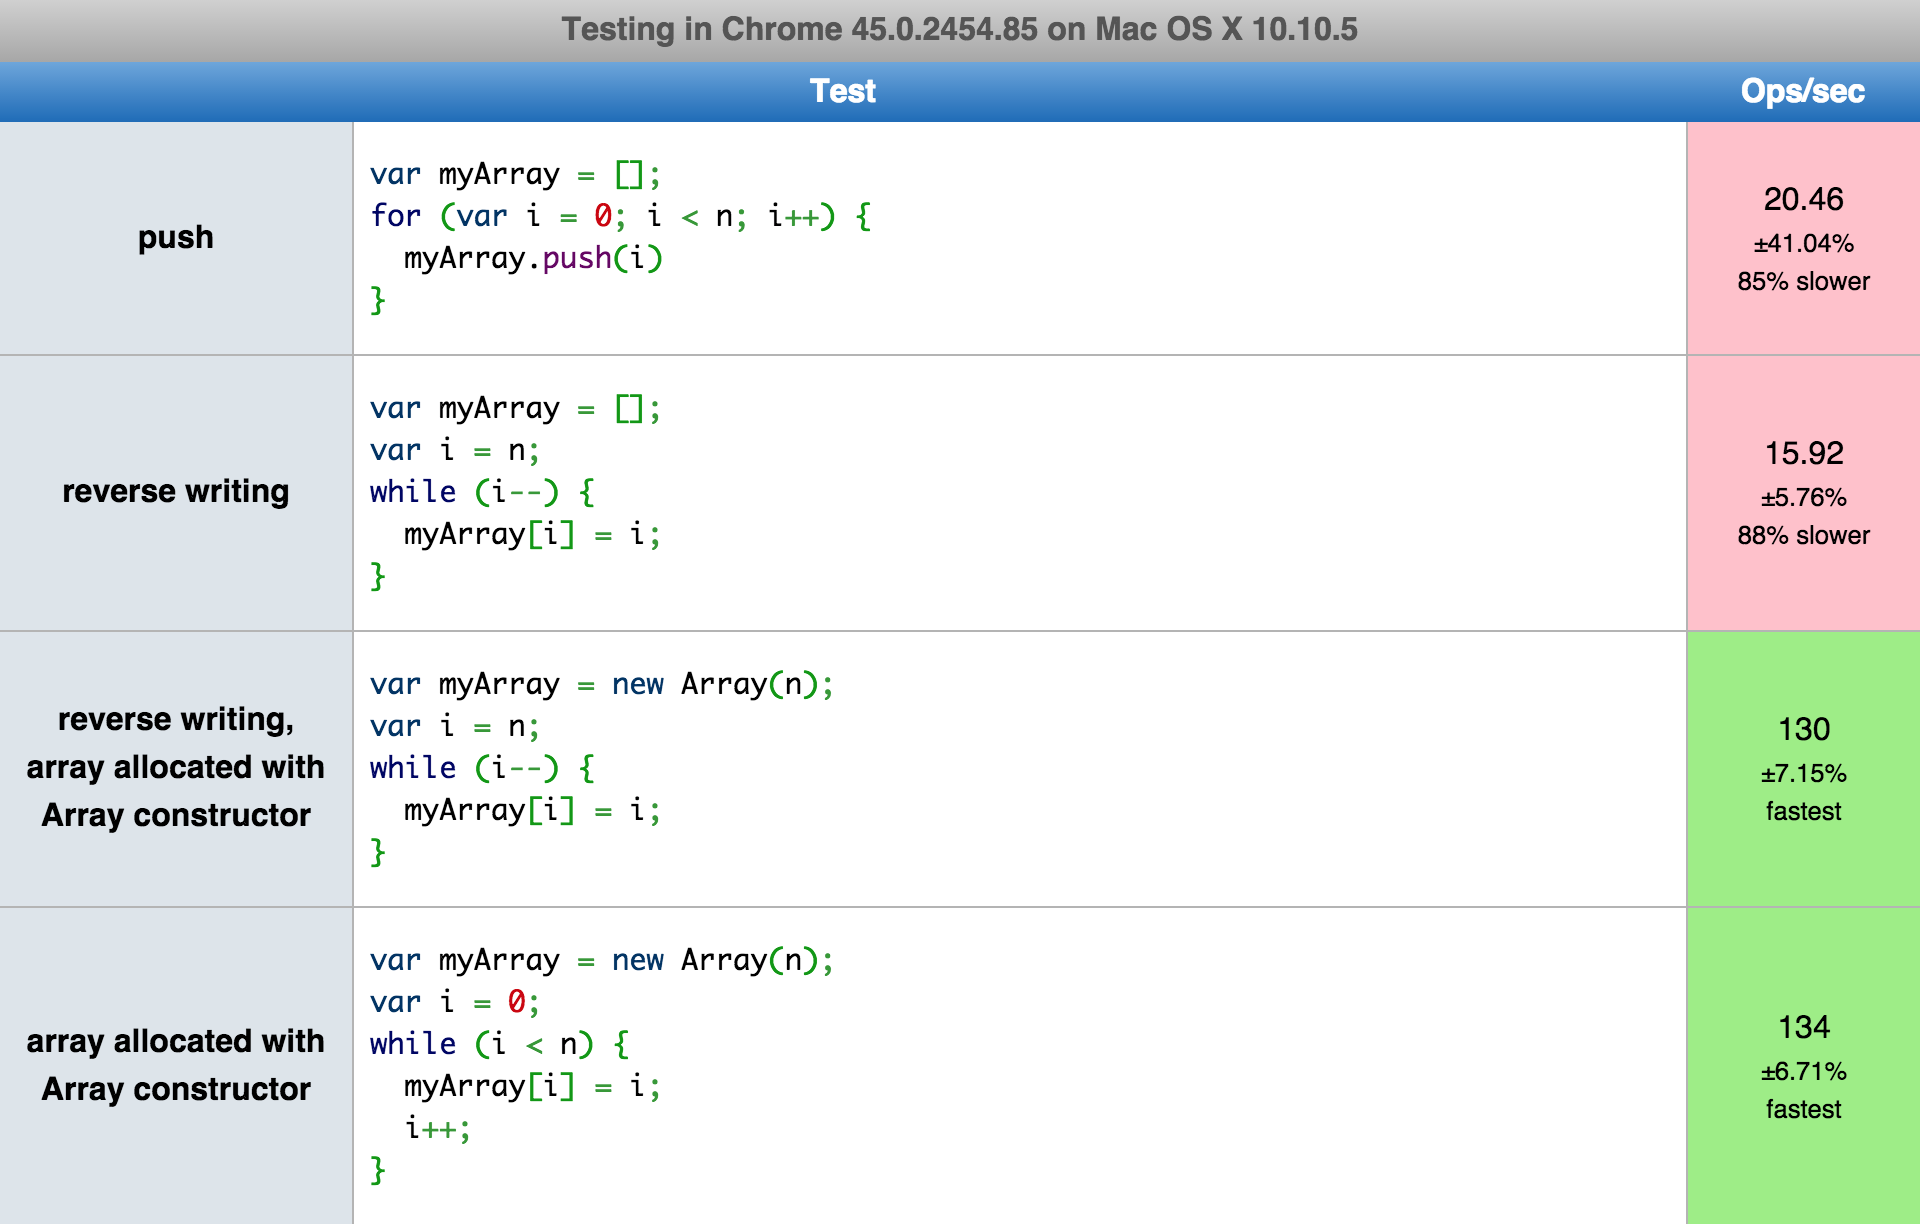 Testing in Chrome 45.0.2454.85 on Mac OS X 10.10.5
Test
Ops/sec
push
var myArray = [];
for (var i = 0; i < n; i++) {
  myArray.push(i)
}
20.46
±41.04%
85% slower
reverse writing
var myArray = [];
var i = n;
while (i--) {
  myArray[i] = i;
}
15.92
±5.76%
88% slower
reverse writing,
array allocated with
Array constructor
var myArray = new Array(n);
var i = n;
while (i--) {
  myArray[i] = i;
}
130
±7.15%
fastest
array allocated with
Array constructor
var myArray = new Array(n);
var i = 0;
while (i < n) {
  myArray[i] = i;
  i++;
}
134
±6.71%
fastest